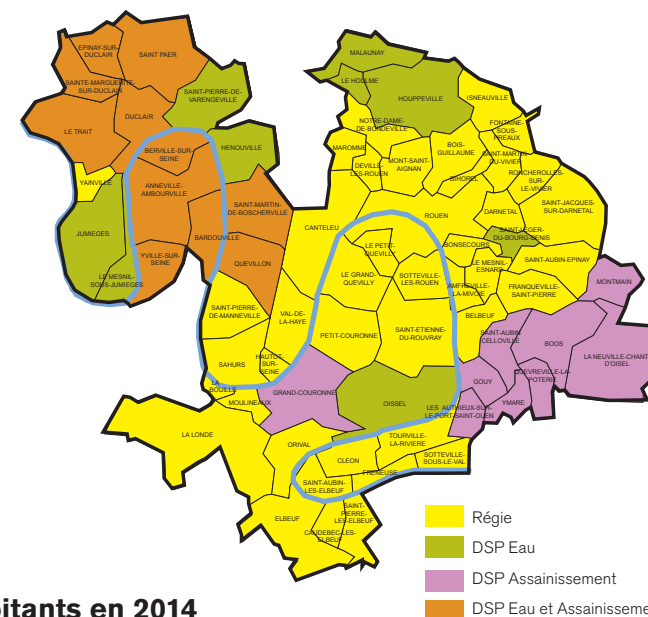 MALAUNAY
EPINAY-SUR-
DUCLAIR
SAINT PAER
LE HOULME
SAINTE-MARGUERITE-
SUR-DUCLAIR
SAINT-PIERRE-DE-
VARENGEVILLE
HOUPPEVILLE
ISNEAUVILLE
DUCLAIR
NOTRE-DAME-
DE-BONDEVILLE
FONTAINE-
SOUS-
PREAUX
LE TRAIT
HENOUVILLE
MAROMME
BOIS-
GUILLAUME
BERVILLE-SUR-
SEINE
DEVILLE-
LES-ROUEN
MONT-SAINT-
AIGNAN
SAINT-MARTIN
DU-VIVIER
YAINVILLE
ANNEVILLE-
AMBOURVILLE
BIHOREL
RONCHEROLLES-
SUR-
LE-VIVIER
SAINT-MARTIN-
DE-BOSCHERVILLE
SAINT-JACQUES-
SUR-DARNETAL
ROUEN
DARNETAL
CANTELEU
JUMIEGES
BARDOUVILLE
SAINT-LEGER-
DU-BOURG-DENIS
LE PETIT-
QUEVILLY
BONSECOURS
YVILLE-SUR-
SEINE
QUEVILLON
LE MESNIL-
ESNARD
SAINT-AUBIN-EPINAY
LE MESNIL-
SOUS-JUMIEGES
LE GRAND-
QUEVILLY
SOTTEVILLE-
LES-ROUEN
MONTMAIN
AMFREVILLE-
LA-MIVOIE
FRANQUEVILLE-
SAINT-PIERRE
SAINT-PIERRE-
DE-MANNEVILLE
VAL-DE-
LA-HAYE
BELBEUF
PETIT-COURONNE
SAINT-ETIENNE-
DU-ROUVRAY
SAINT-AUBIN
CELLOVILLE
BOOS
HAUTOT-
SUR-
SEINE
LA NEUVILLE-CHANT
D'OISEL
SAHURS
QUEVREVILLE-LA-
POTERIE
LA
BOUILLE
GOUY
MOULINEAUX
GRAND-COURONNE
OISSEL
YMARE
LES AUTHIEUX-SUR-
LE-PORT-SAINT-OUEN
LA LONDE
TOURVILLE-
LA-RIVIERE
ORIVAL
SOTTEVILLE-
SOUS-LE-VAL
CLEON
FRENEUSE
SAINT-AUBIN-
LES-ELBEUF
SAINT-
PIERRE-
LES-ELBEUF
ELBEUF
CAUDEBEC-LES-
ELBEUF
Régie
DSP Eau
DSP Assainissement
DSP Eau et Assainisseme
bitants en 2014